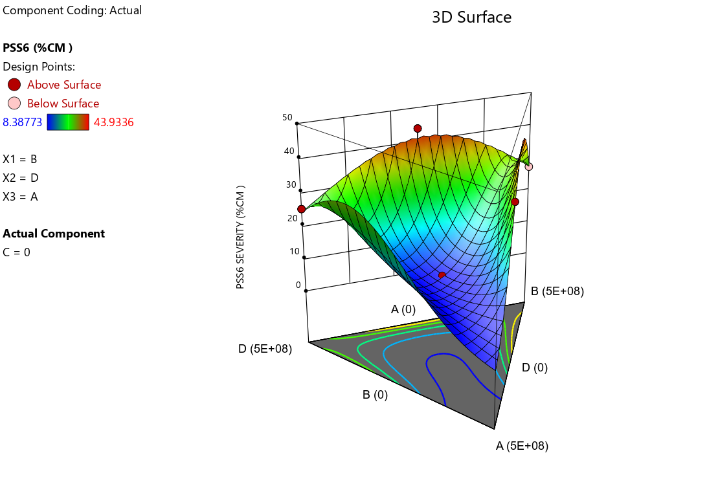 Component Coding: Actual
3D Surface
PSS6 (%CM )
Design Points:
Above Surface
Below Surface
8.38773 43.9336
X1 = B
X2 = D
X3 = A
Actual Component
C = 0
PSS6 SEVERITY (%CM )
50
40
30
20
10
0
B (5E+08)
A (0)
D (5E+08)
D (0)
B (0)
A (5E+08)